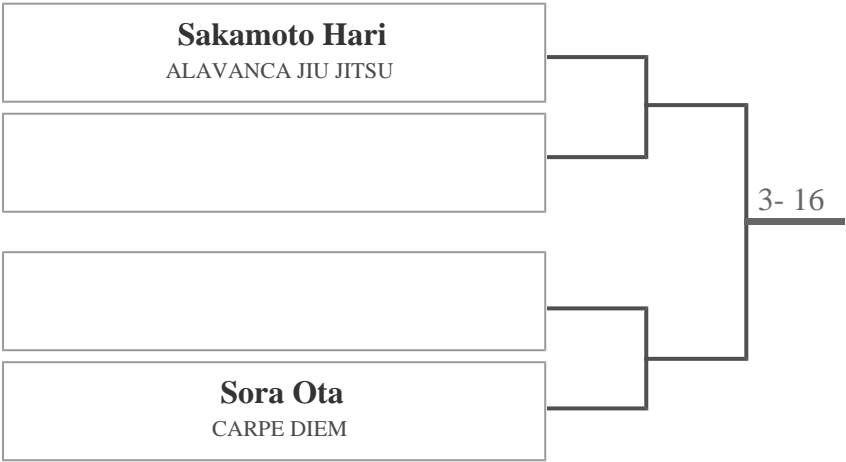 Sakamoto Hari
ALAVANCA JIU JITSU
3- 16
Sora Ota
CARPE DIEM